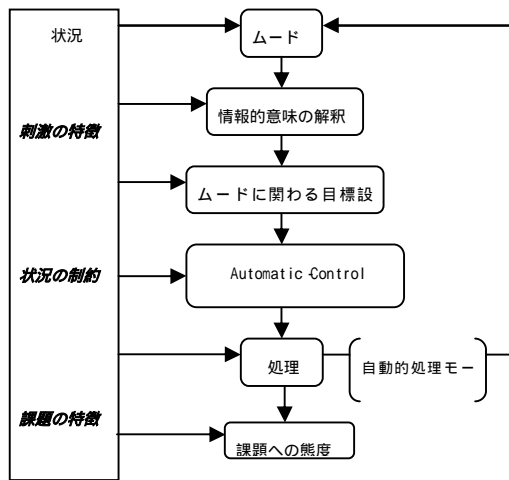 状況
ムード
情報的意味の解釈
刺激の特徴
ムードに関わる目標設
状況の制約
Automatic-Control
処理
自動的処理モー
課題の特徴
課題への態度